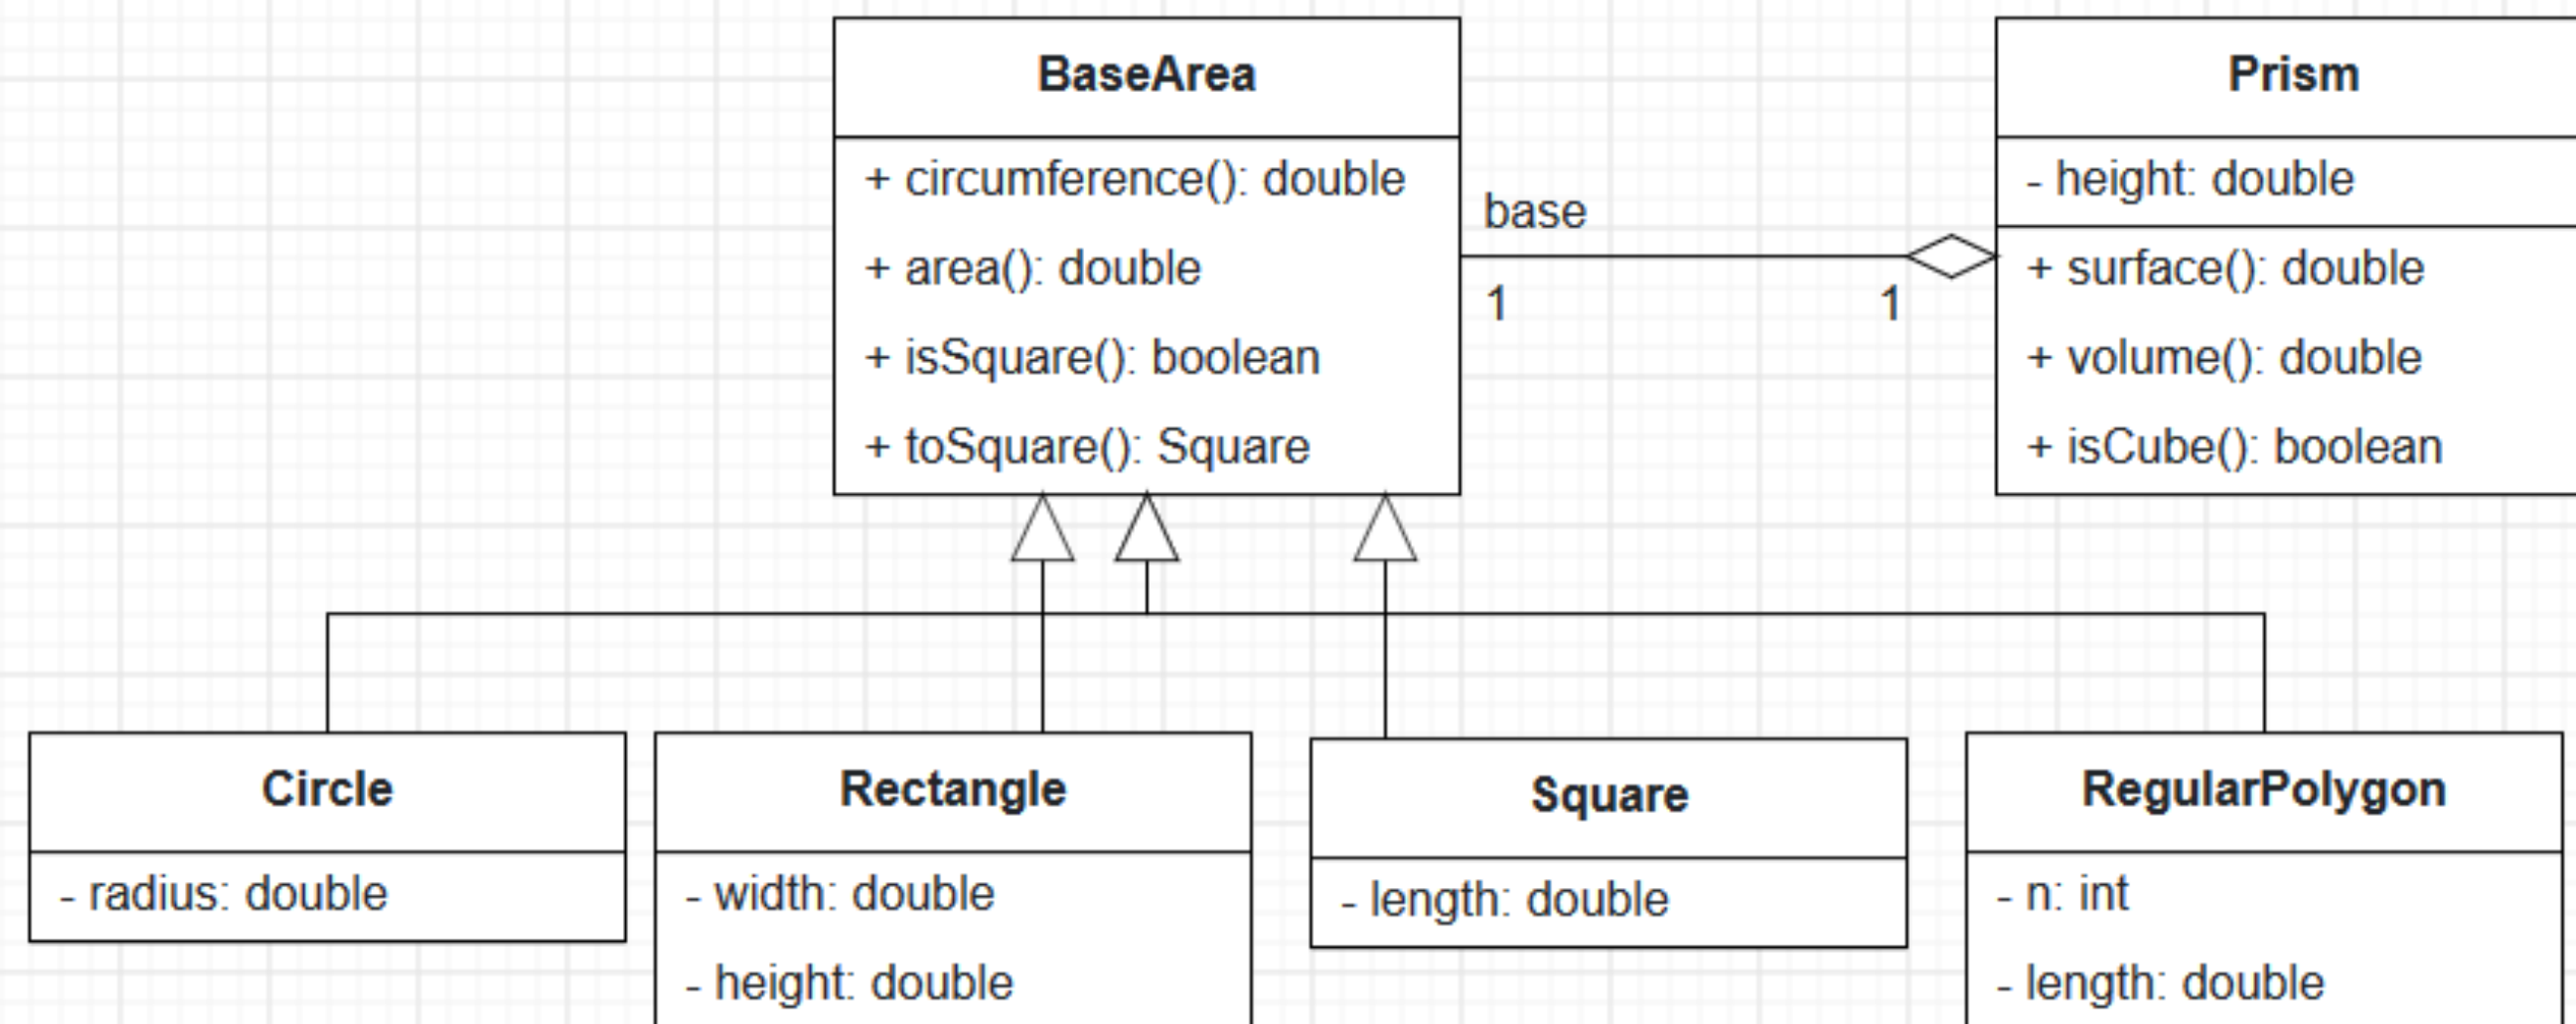 BaseArea
+ circumference(): double
+ area(): double
+ isSquare(): boolean
+ toSquare(): Square
base
1
1
Prism
- height: double
+ surface(): double
+ volume(): double
+ isCube(): boolean
Circle
- radius: double
Rectangle
- width: double
- height: double
Square
- length: double
RegularPolygon
- n: int
- length: double